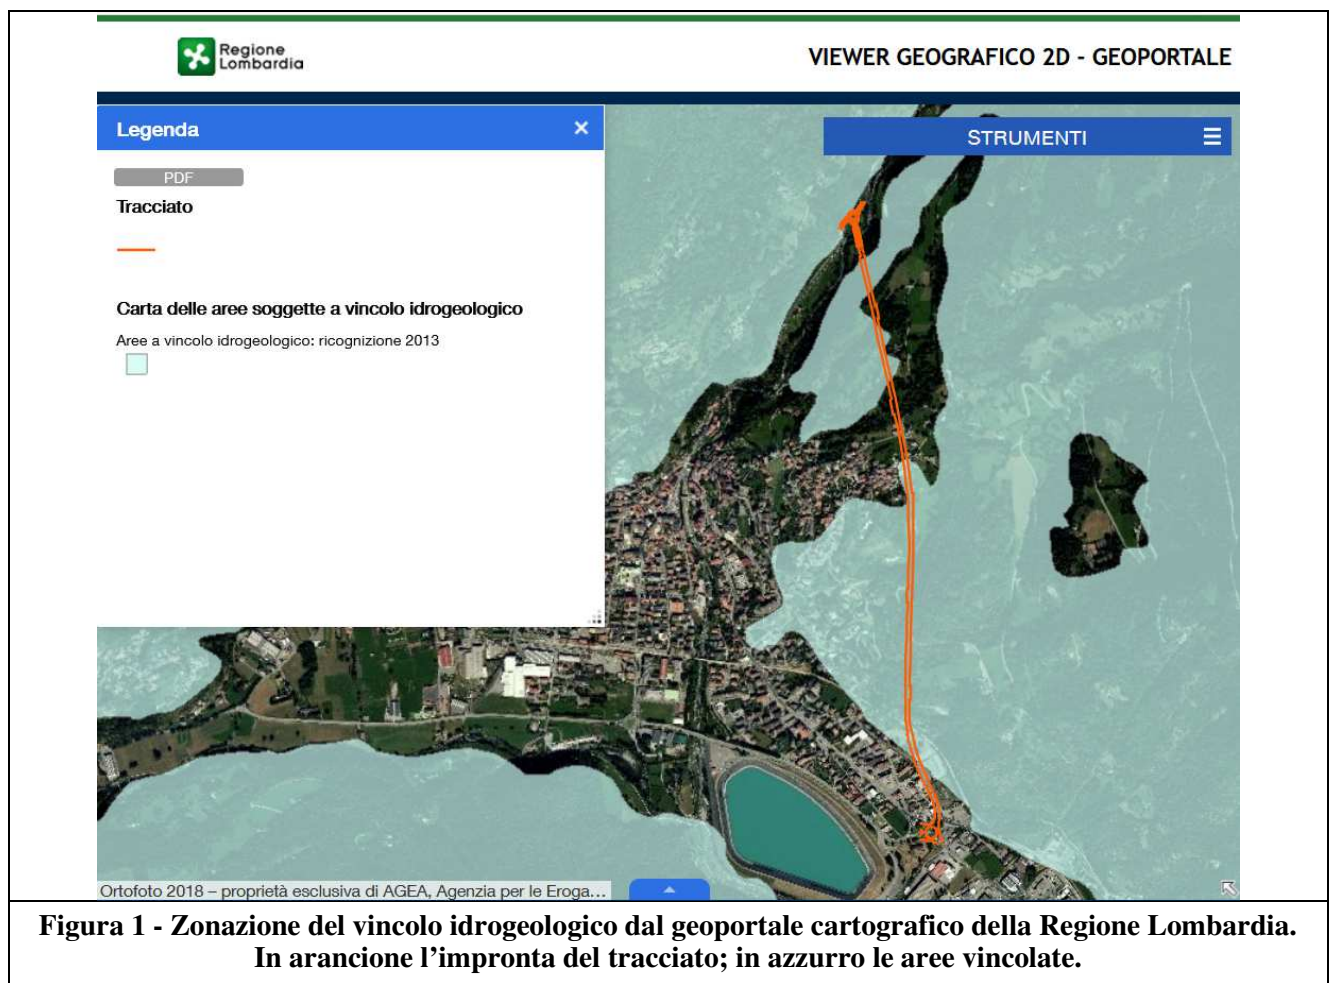 Regione
Lombardia
VIEWER GEOGRAFICO 2D - GEOPORTALE
Legenda
STRUMENTI
PDF
Tracciato
Carta delle aree soggette a vincolo idrogeologico
Aree a vincolo idrogeologico: ricognizione 2013
Ortofoto 2018 – proprietà esclusiva di AGEA, Agenzia per le Eroga...
Figura 1 - Zonazione del vincolo idrogeologico dal geoportale cartografico della Regione Lombardia.
In arancione l’impronta del tracciato; in azzurro le aree vincolate.